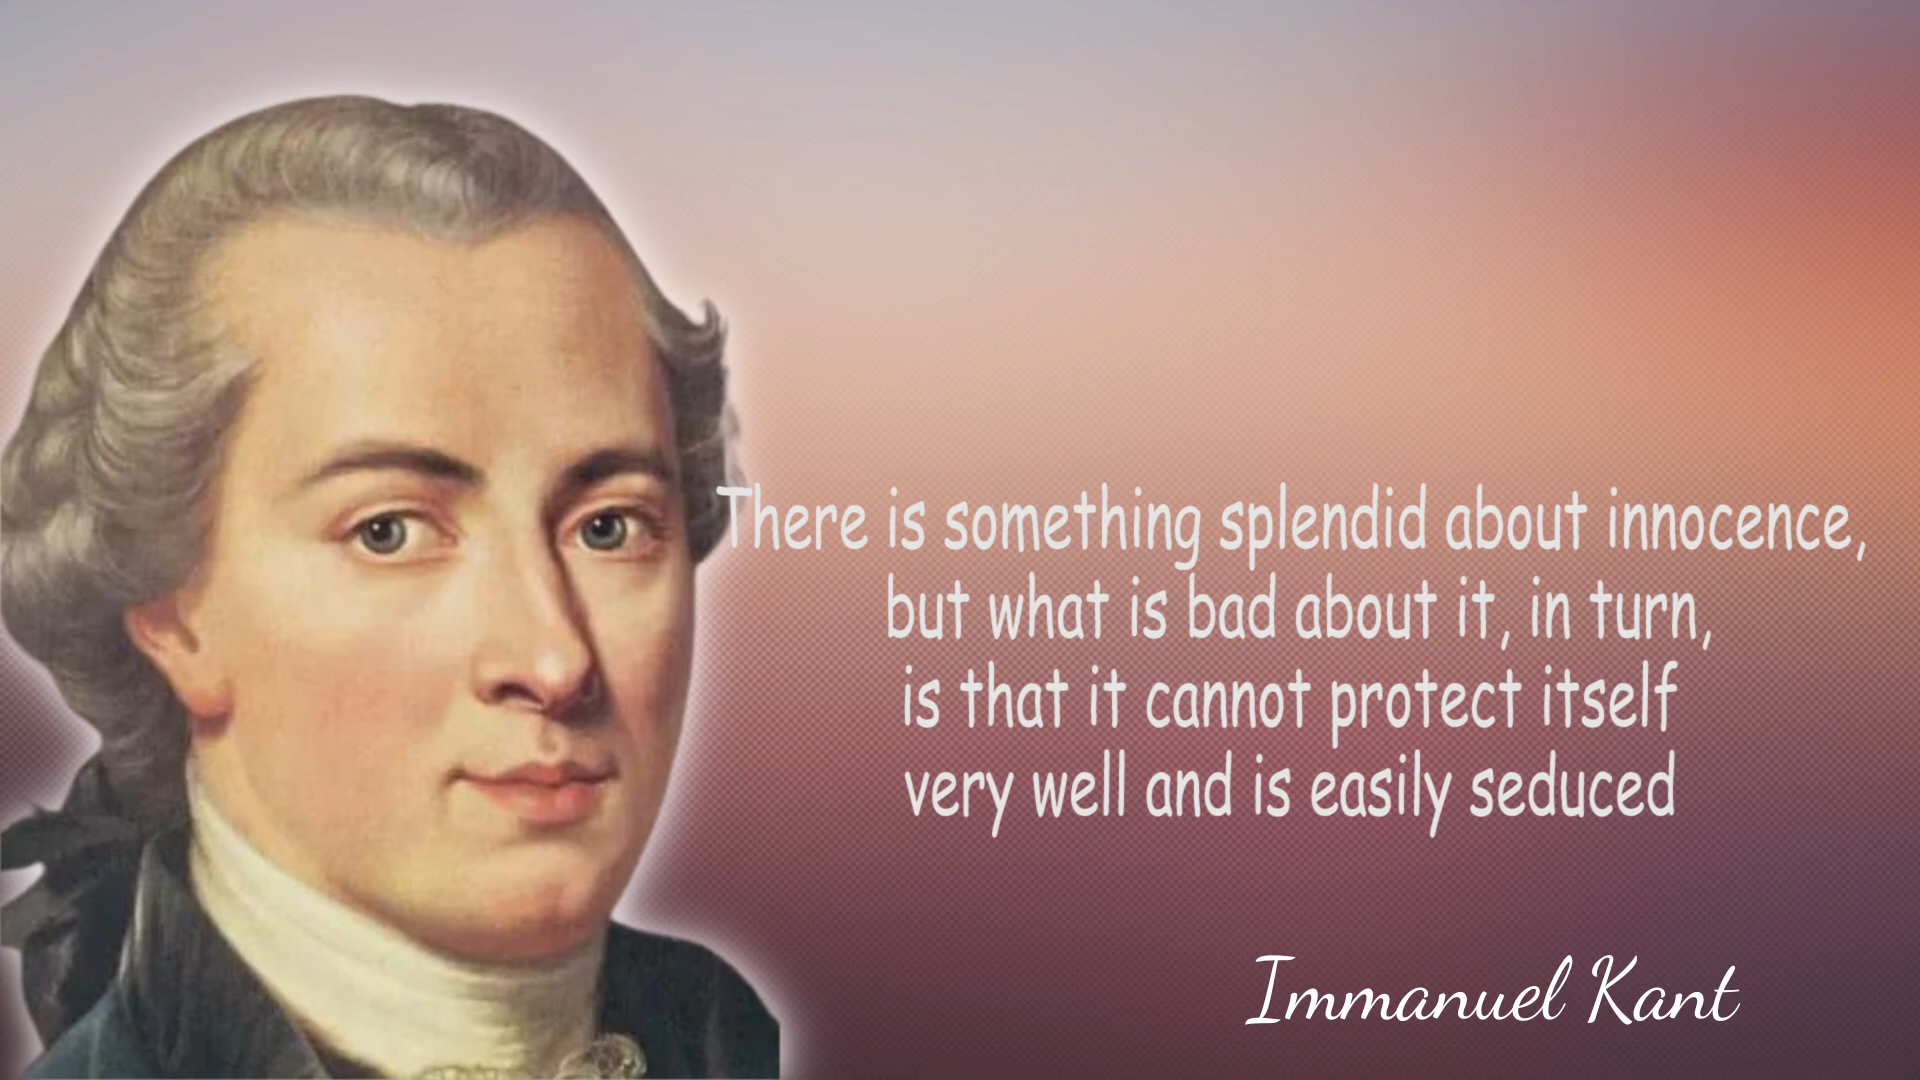 There is something splendid about innocence,
but what is bad about it, in turn,
is that it cannot protect itself
very well and is easily seduced
Immanuel Kant